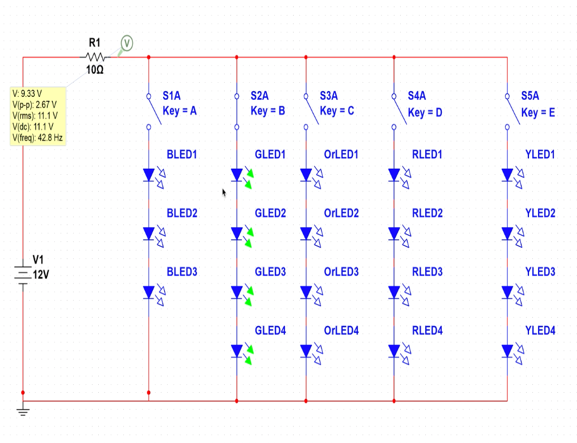 R1
10Ω
V
V: 9.33 V
V(p-p): 2.67 V
V(rms): 11.1 V
V(dc): 11.1 V
V(freq): 42.8 Hz
S1A
Key = A
S2A
Key = B
S3A
Key = C
S4A
Key = D
S5A
Key = E
BLED1
GLED1
OrLED1
RLED1
YLED1
BLED2
GLED2
OrLED2
RLED2
YLED2
V1
12V
BLED3
GLED3
OrLED3
RLED3
YLED3
GLED4
OrLED4
RLED4
YLED4